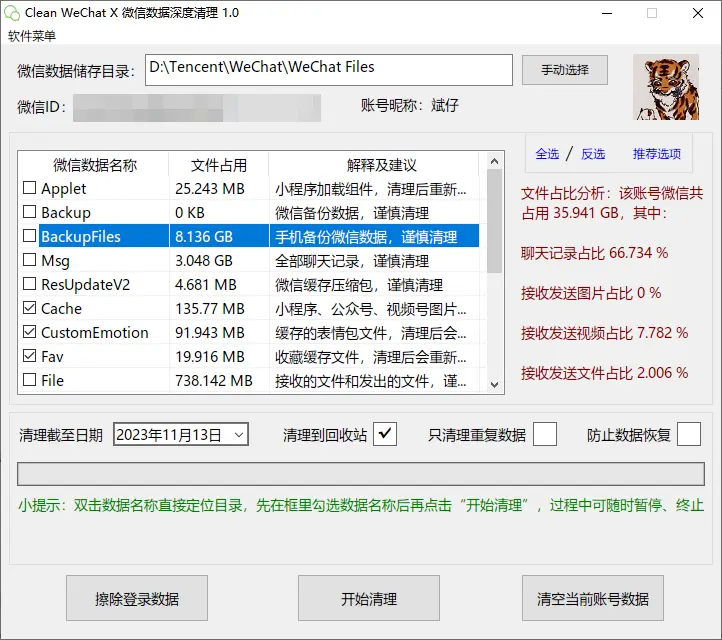 Clean WeChat X 微信数据深度清理 1.0
软件菜单
微信数据储存目录： D:\Tencent\WeChat\WeChat Files 手动选择
微信ID： 账号昵称：斌仔
全选 / 反选 推荐选项
微信数据名称 文件占用 解释及建议
Applet 25.243 MB 小程序加载组件，清理后重新...
Backup 0 KB 微信备份数据，谨慎清理
BackupFiles 8.136 GB 手机备份微信数据，谨慎清理
Msg 3.048 GB 全部聊天记录，谨慎清理
ResUpdateV2 4.681 MB 微信缓存压缩包，谨慎清理
Cache 135.77 MB 小程序、公众号、视频号图片...
CustomEmotion 91.943 MB 缓存的表情包文件，清理后会...
Fav 19.916 MB 收藏缓存文件，清理后会重新...
File 738.142 MB 接收的文件和发出的文件，谨...
文件占比分析：该账号微信共
占用 35.941 GB，其中：
聊天记录占比 66.734 %
接收发送图片占比 0 %
接收发送视频占比 7.782 %
接收发送文件占比 2.006 %
清理截至日期 2023年11月13日 清理到回收站 只清理重复数据 防止数据恢复
小提示：双击数据名称直接定位目录，先在框里勾选数据名称后再点击“开始清理”，过程中可随时暂停、终止
擦除登录数据 开始清理 清空当前账号数据